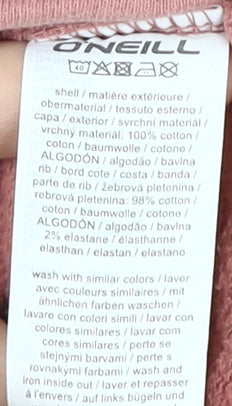 O'NEILL
40
shell / matière extérieure /
obermaterial / tessuto esterno /
capa / exterior / svrchní materiál /
vrchný materiál: 100% cotton /
coton / baumwolle / cotone /
ALGODÓN / algodão / bavlna
rib / bord cote / costa / banda /
parte de rib / žebrová pletenina /
rebrová pletenina: 98% cotton /
coton / baumwolle / cotono /
ALGODÓN / algodão / bavlna
2% elastane / élasthanne /
elasthan / elastan / elastano
wash with similar colors / laver
avec couleurs similaires / mit
ähnlichen farben waschen /
lavare con colori simili / lavar con
colores similares / lavar com
cores similares / perte se
stejnými barvami / perte s
rovnakými farbami / wash and
iron inside out / laver et repasser
à l'envers / auf links bügeln und